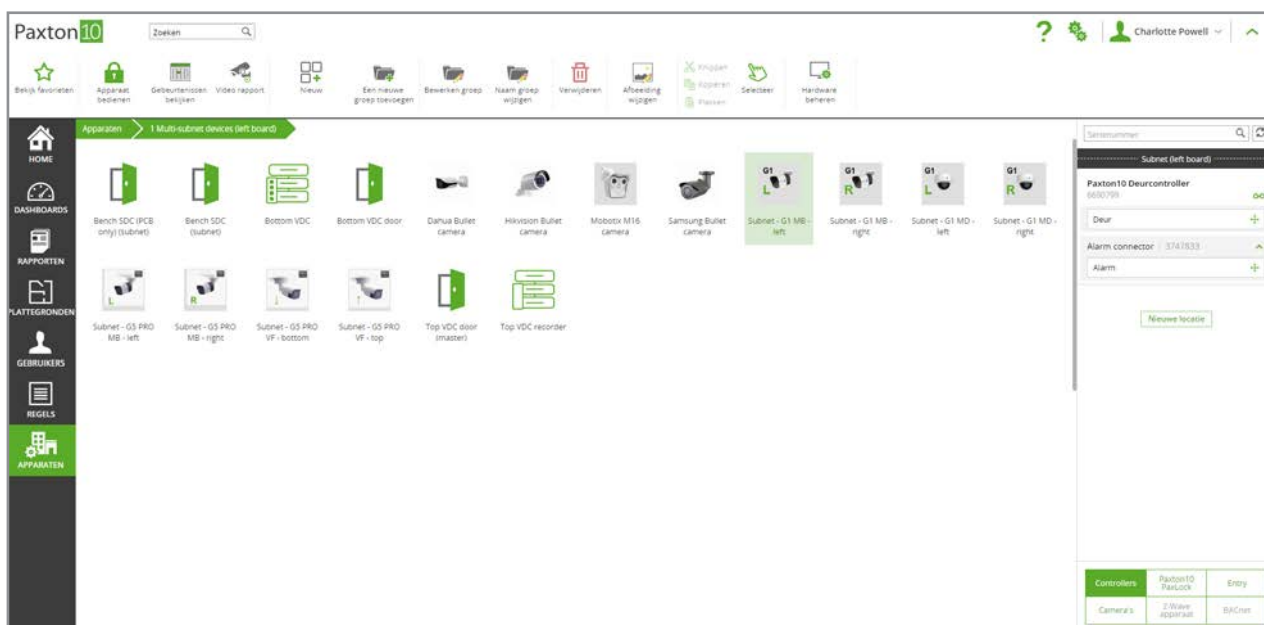 Paxton 10
Zoeken
?
Charlotte Powell
Bekijk favorieten
Apparaat bedienen
Gebeurtenissen bekijken
Video rapport
Nieuw
Een nieuwe groep toevoegen
Bewerken groep
Naam groep wijzigen
Verwijderen
Afbeelding wijzigen
Knippen
Kopiëren
Plakken
Selecteer
Hardware beheren
HOME
DASHBOARDS
RAPPORTEN
PLATTEGRONDEN
GEBRUIKERS
REGELS
APPARATEN
Apparaten
1 Multi-subnet devices (left board)
Bench SDC (PCB only) (subnet)
Bench SDC (subnet)
Bottom VDC
Bottom VDC door
Dahua Bullet camera
Hikvision Bullet camera
Mobotix M16 camera
Samsung Bullet camera
G1 L
Subnet - G1 MB - left
G1 R
Subnet - G1 MB - right
G1 L
Subnet - G1 MD - left
G1 R
Subnet - G1 MD - right
L
Subnet - G5 PRO MB - left
R
Subnet - G5 PRO MB - right
Subnet - G5 PRO VF - bottom
Subnet - G5 PRO VF - top
Top VDC door (master)
Top VDC recorder
Serienummer
Subnet (left board)
Paxton10 Deurcontroller
Deur
Alarm connector
3747833
Alarm
Nieuwe locatie
Controllers
Paxton10 PaxLock
Entry
Camera's
Z-Wave apparaat
BACnet